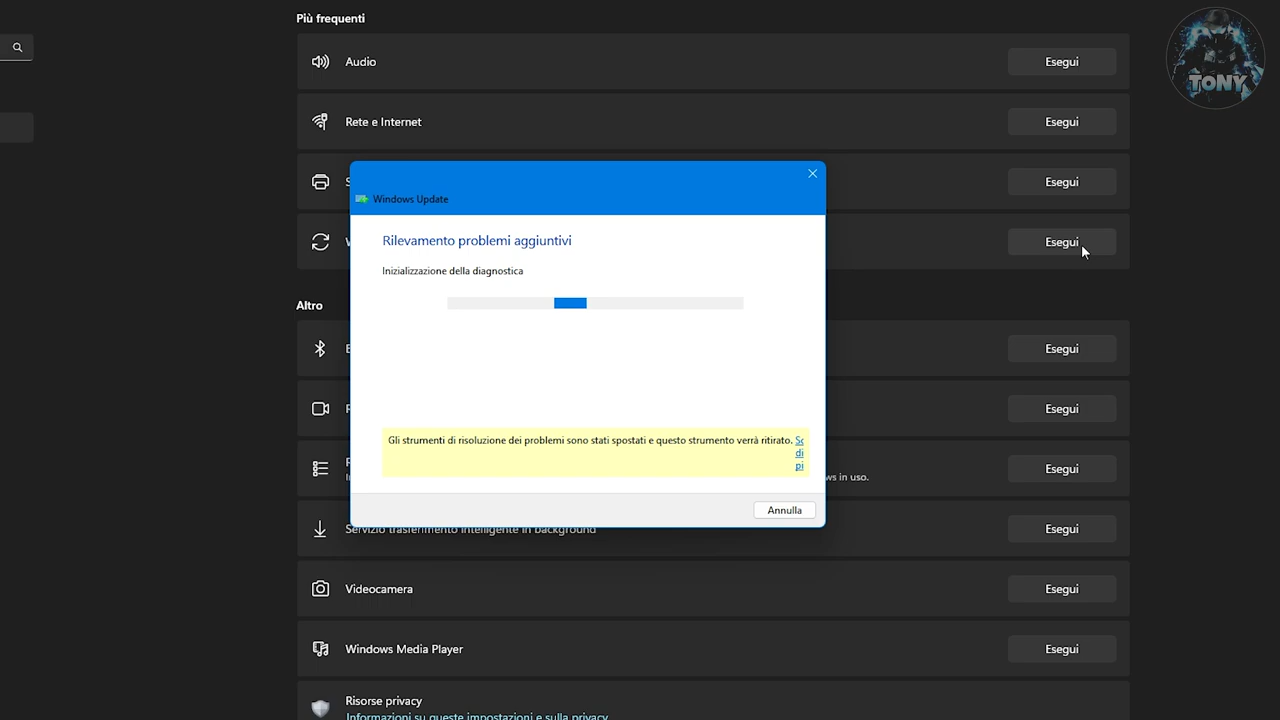 Più frequenti
Audio
Esegui
Rete e Internet
Esegui
Esegui
Windows Update
Esegui
Rilevamento problemi aggiuntivi
Inizializzazione della diagnostica
Altro
Esegui
Esegui
Gli strumenti di risoluzione dei problemi sono stati spostati e questo strumento verrà ritirato. Sc
di
pi
Esegui
in uso.
Annulla
Servizio trasferimento intelligente in background
Esegui
Videocamera
Esegui
Windows Media Player
Esegui
Risorse privacy
Informazioni su queste impostazioni e sulla privacy
TONY